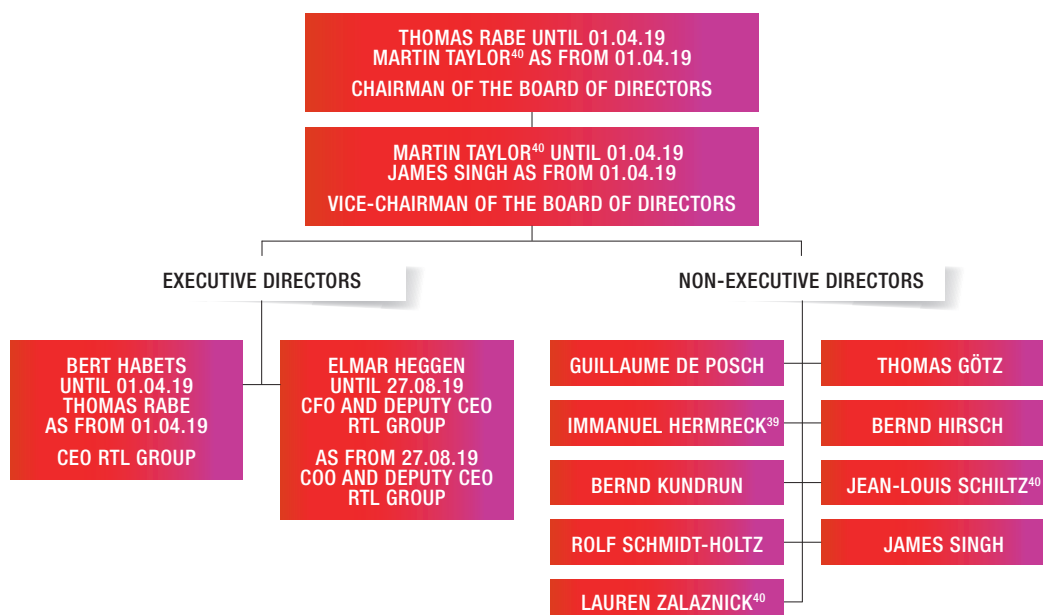 THOMAS RABE UNTIL 01.04.19
MARTIN TAYLOR⁴⁰ AS FROM 01.04.19
CHAIRMAN OF THE BOARD OF DIRECTORS
MARTIN TAYLOR⁴⁰ UNTIL 01.04.19
JAMES SINGH AS FROM 01.04.19
VICE-CHAIRMAN OF THE BOARD OF DIRECTORS
EXECUTIVE DIRECTORS
BERT HABETS
UNTIL 01.04.19
THOMAS RABE
AS FROM 01.04.19
CEO RTL GROUP
ELMAR HEGGEN
UNTIL 27.08.19
CFO AND DEPUTY CEO
RTL GROUP
AS FROM 27.08.19
COO AND DEPUTY CEO
RTL GROUP
NON-EXECUTIVE DIRECTORS
GUILLAUME DE POSCH
THOMAS GÖTZ
IMMANUEL HERMRECK³⁹
BERND HIRSCH
BERND KUNDRUN
JEAN-LOUIS SCHILTZ⁴⁰
ROLF SCHMIDT-HOLTZ
JAMES SINGH
LAUREN ZALAZNICK⁴⁰